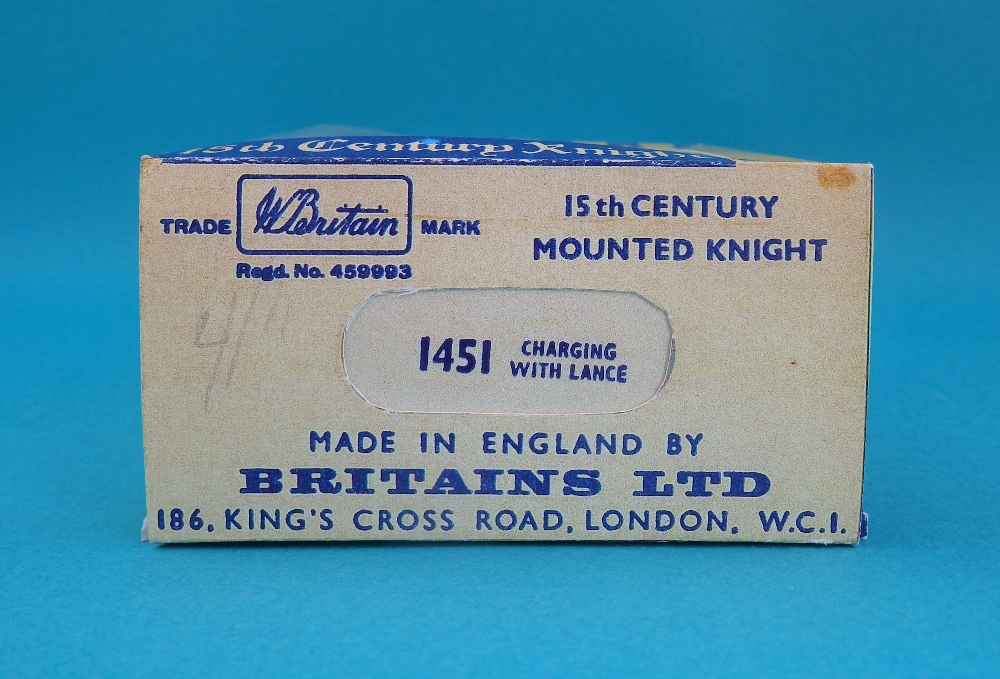 15th Century Knight
TRADE W Britain MARK
Regd. No. 459993
15th CENTURY
MOUNTED KNIGHT
1451 CHARGING
WITH LANCE
MADE IN ENGLAND BY
BRITAINS LTD
186, KING'S CROSS ROAD, LONDON. W.C.1.